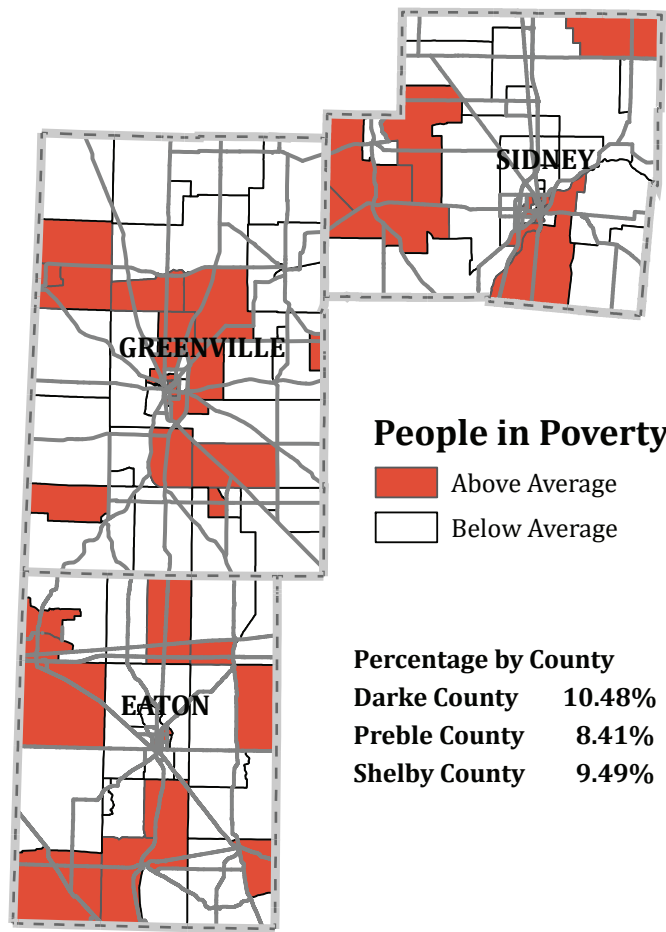 SIDNEY
GREENVILLE
People in Poverty
Above Average
Below Average
EATON
Percentage by County
Darke County 10.48%
Preble County 8.41%
Shelby County 9.49%